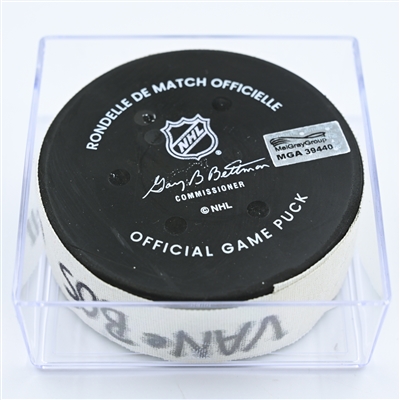 RONDELLE DE MATCH OFFICIELLE
NHL
MeiGrayGroup
MGA 39440
Gary B Bettman
COMMISSIONER
© NHL
OFFICIAL GAME PUCK
VAN • BOS